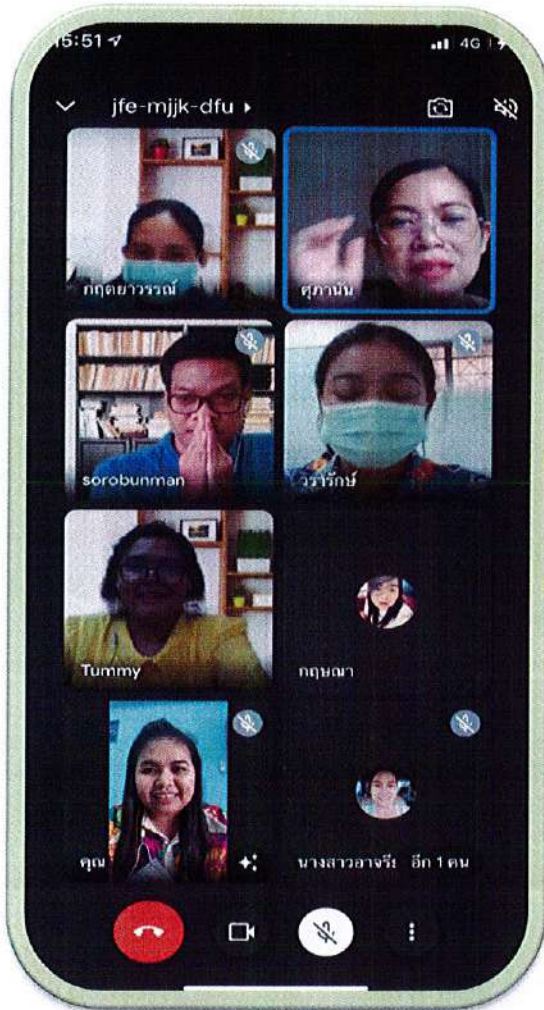 15:51
4G
jfe-mjjk-dfu
กฤตยาวรรณ์
ศุภานัน
sorobunman
วรารักษ์
Tummy
กฤษณา
คุณ
นางสาวอาจรีย อีก 1 คน